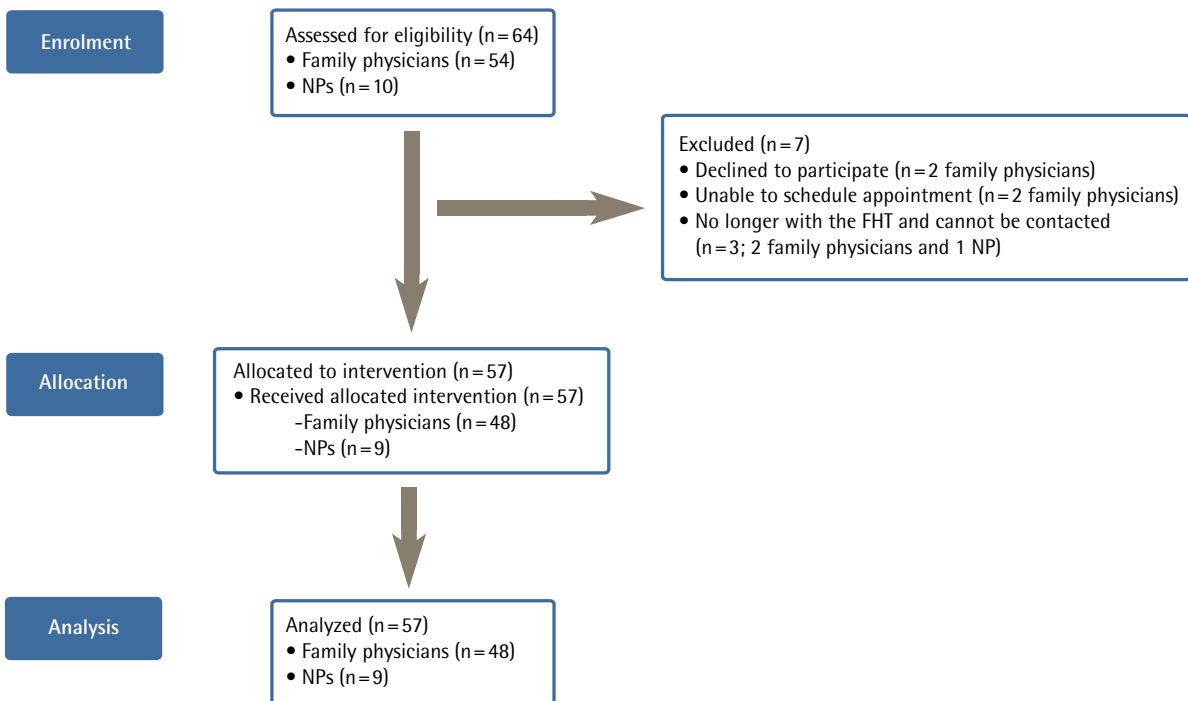 Enrolment
Assessed for eligibility (n=64)
• Family physicians (n=54)
• NPs (n=10)
Excluded (n=7)
• Declined to participate (n=2 family physicians)
• Unable to schedule appointment (n=2 family physicians)
• No longer with the FHT and cannot be contacted
(n=3; 2 family physicians and 1 NP)
Allocation
Allocated to intervention (n=57)
• Received allocated intervention (n=57)
-Family physicians (n=48)
-NPs (n=9)
Analysis
Analyzed (n=57)
• Family physicians (n=48)
• NPs (n=9)